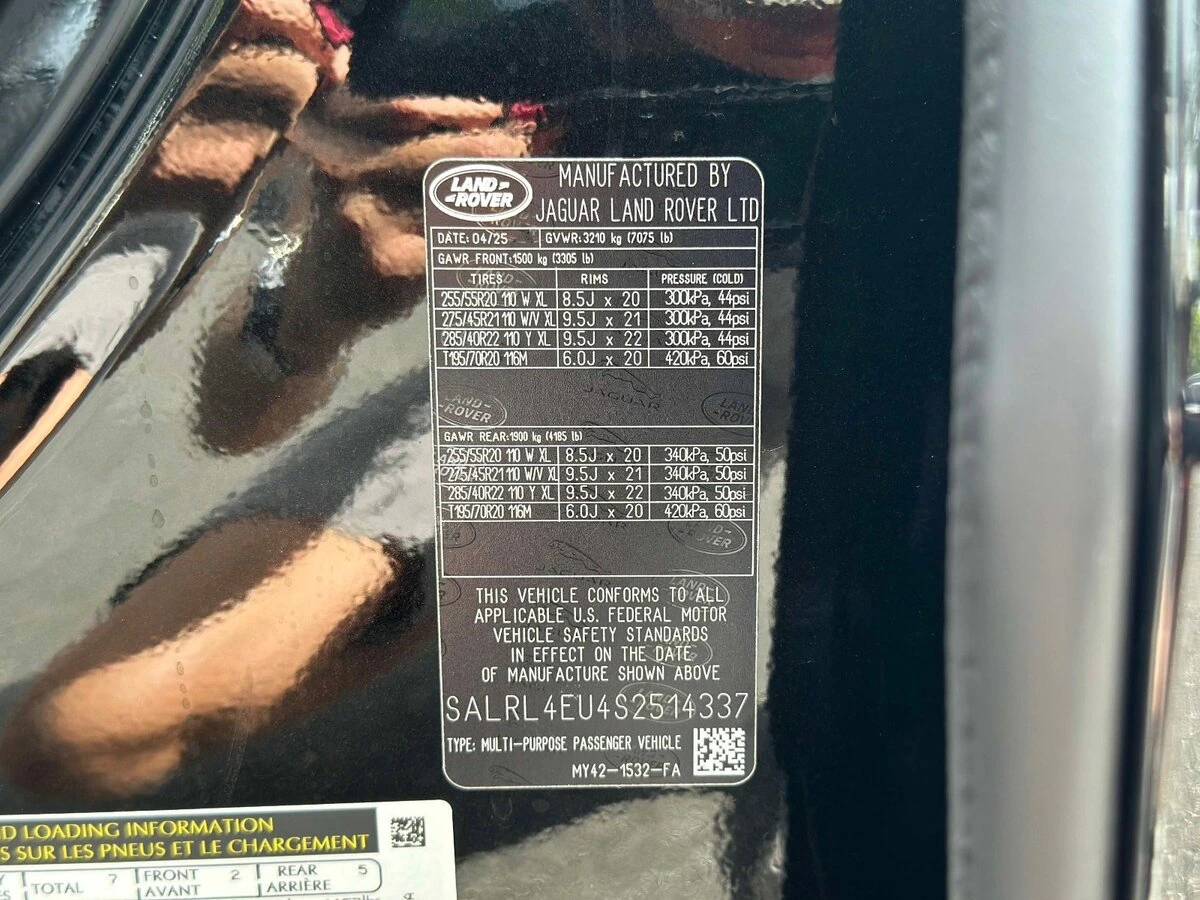 LAND ROVER
MANUFACTURED BY
JAGUAR LAND ROVER LTD
DATE: 04/25 GVWR:3210 kg (7075 lb)
GAWR FRONT:1500 kg (3305 lb)
TIRES RIMS PRESSURE (COLD)
255/55R20 110 W XL 8.5J x 20 300kPa, 44psi
275/45R21 110 W/V XL 9.5J x 21 300kPa, 44psi
285/40R22 110 Y XL 9.5J x 22 300kPa, 44psi
T195/70R20 116M 6.0J x 20 420kPa, 60psi
GAWR REAR:1900 kg (4185 lb)
255/55R20 110 W XL 8.5J x 20 340kPa, 50psi
275/45R21 110 W/V XL 9.5J x 21 340kPa, 50psi
285/40R22 110 Y XL 9.5J x 22 340kPa, 50psi
T195/70R20 116M 6.0J x 20 420kPa, 60psi
THIS VEHICLE CONFORMS TO ALL
APPLICABLE U.S. FEDERAL MOTOR
VEHICLE SAFETY STANDARDS
IN EFFECT ON THE DATE
OF MANUFACTURE SHOWN ABOVE
SALRL4EU4S2514337
TYPE: MULTI-PURPOSE PASSENGER VEHICLE
MY42-1532-FA
LOADING INFORMATION
SUR LES PNEUS ET LE CHARGEMENT
TOTAL 7 FRONT 2 REAR 5
AVANT ARRIÈRE